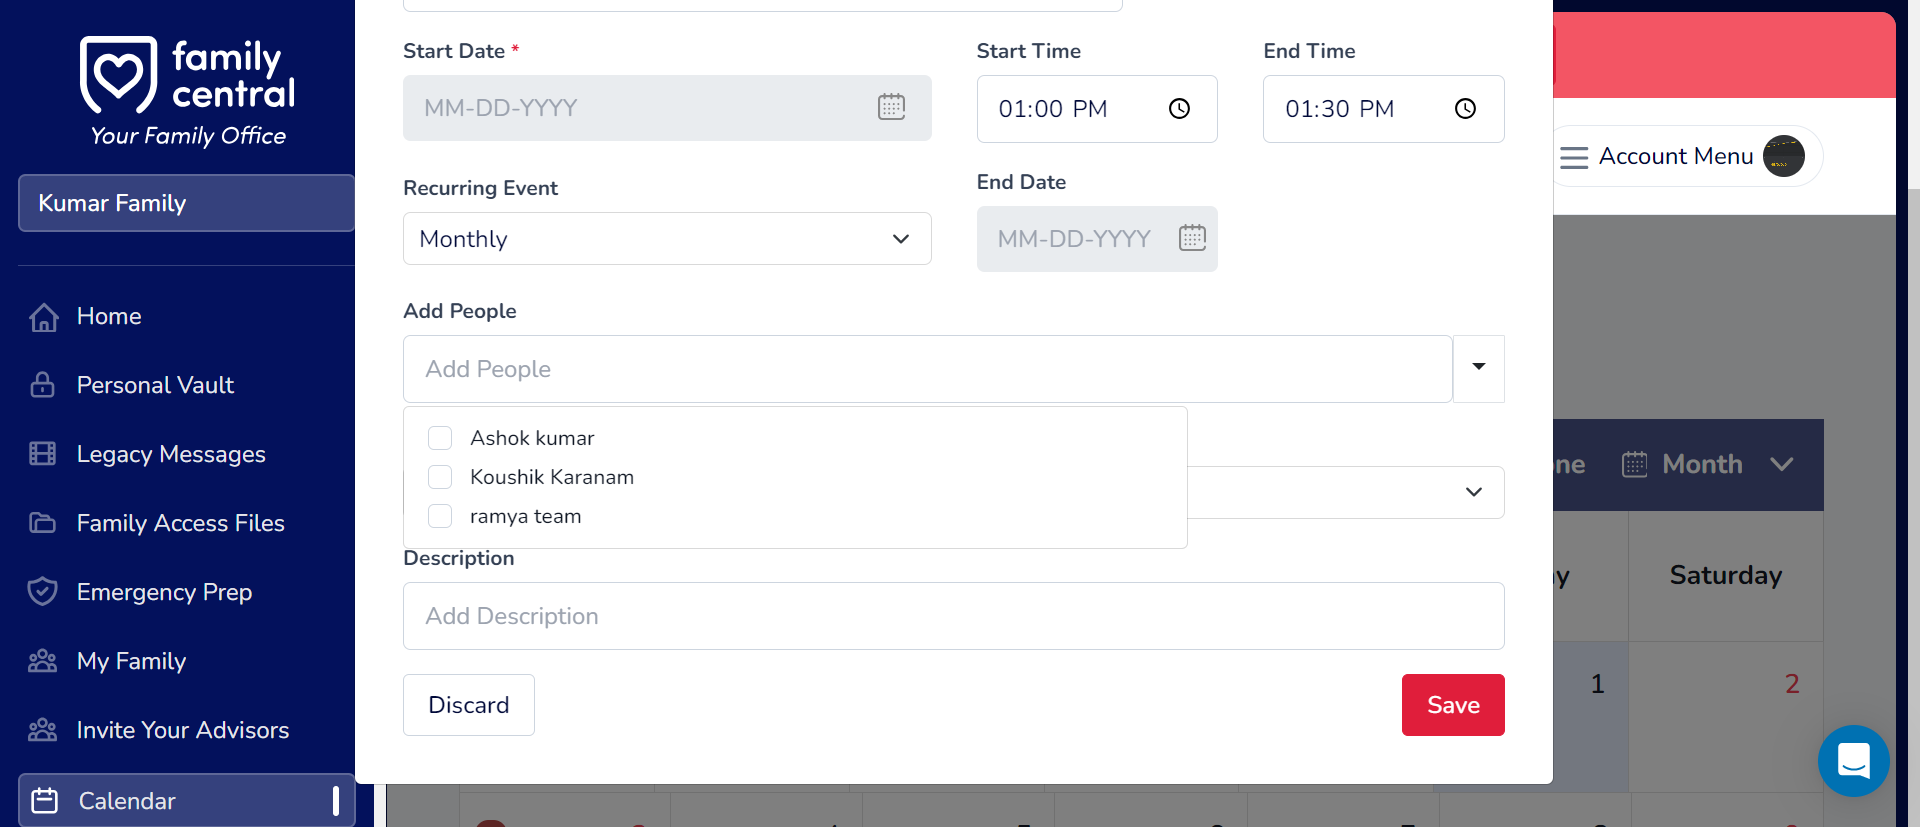 family
central
Your Family Office
Kumar Family
Home
Personal Vault
Legacy Messages
Family Access Files
Emergency Prep
My Family
Invite Your Advisors
Calendar
Start Date *
MM-DD-YYYY
Start Time
01:00 PM
End Time
01:30 PM
Recurring Event
Monthly
End Date
MM-DD-YYYY
Add People
Add People
Ashok kumar
Koushik Karanam
ramya team
Description
Add Description
Discard
Save
Account Menu
Month
Saturday
1
2